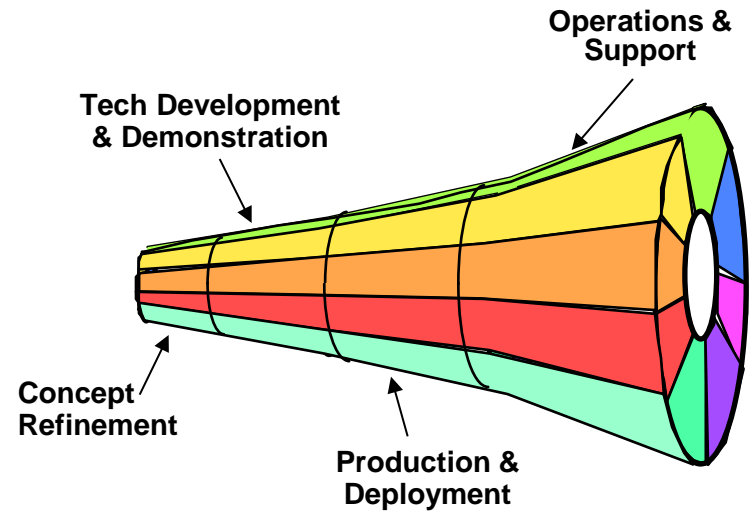 Operations &
Support
Tech Development
& Demonstration
Concept
Refinement
Production &
Deployment